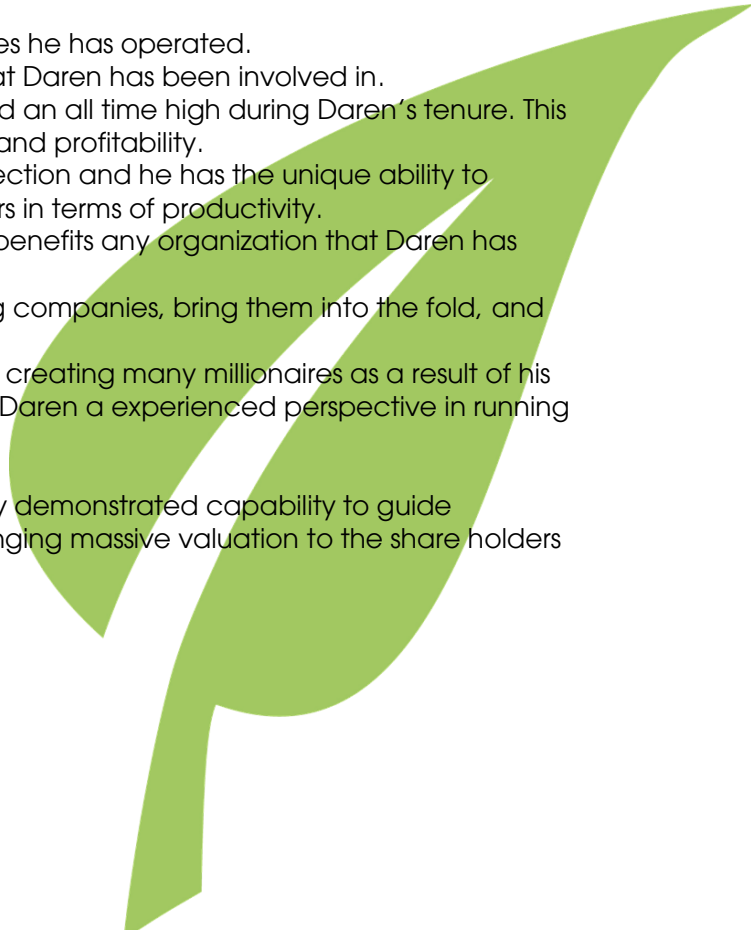 es he has operated.
at Daren has been involved in.
d an all time high during Daren’s tenure. This
and profitability.
ection and he has the unique ability to
rs in terms of productivity.
benefits any organization that Daren has
g companies, bring them into the fold, and
creating many millionaires as a result of his
Daren a experienced perspective in running
y demonstrated capability to guide
nging massive valuation to the share holders